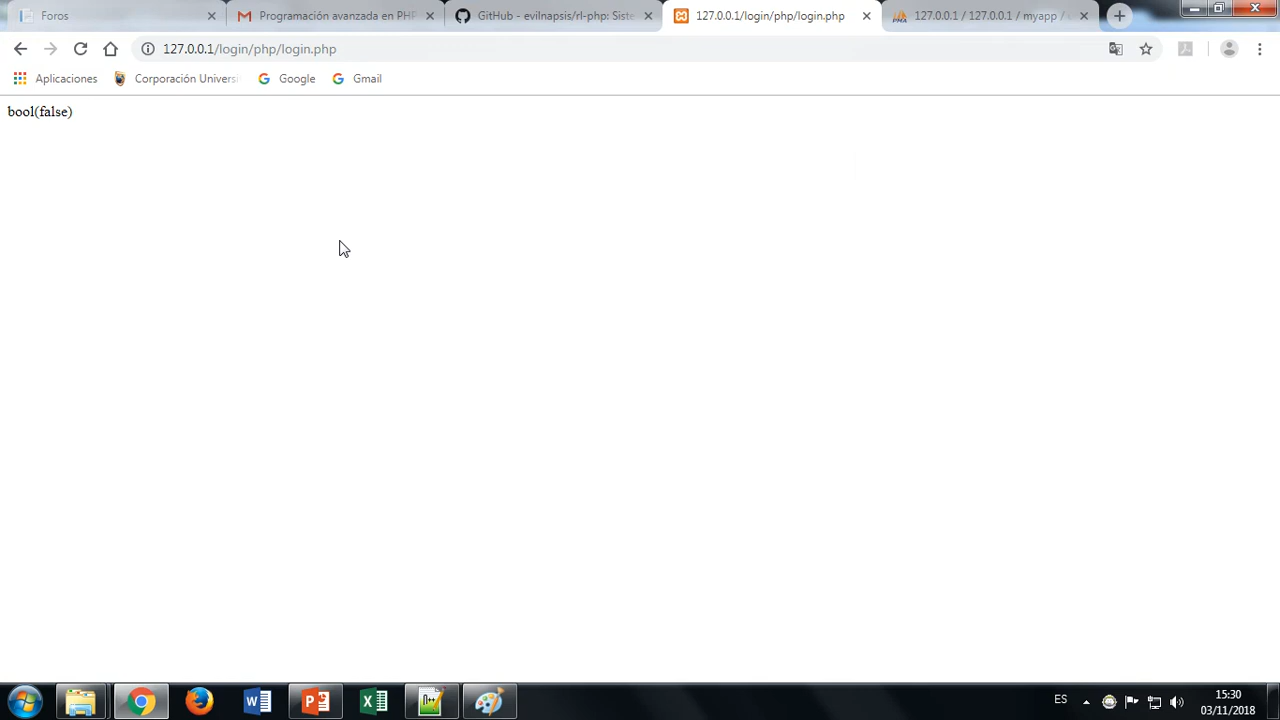 Foros
Programación avanzada en PH
GitHub - evilnapsis/rl-php: Siste
127.0.0.1/login/php/login.php
127.0.0.1 / 127.0.0.1 / myapp / u
127.0.0.1/login/php/login.php
Aplicaciones
Corporación Universi
Google
Gmail
bool(false)
ES
15:30
03/11/2018